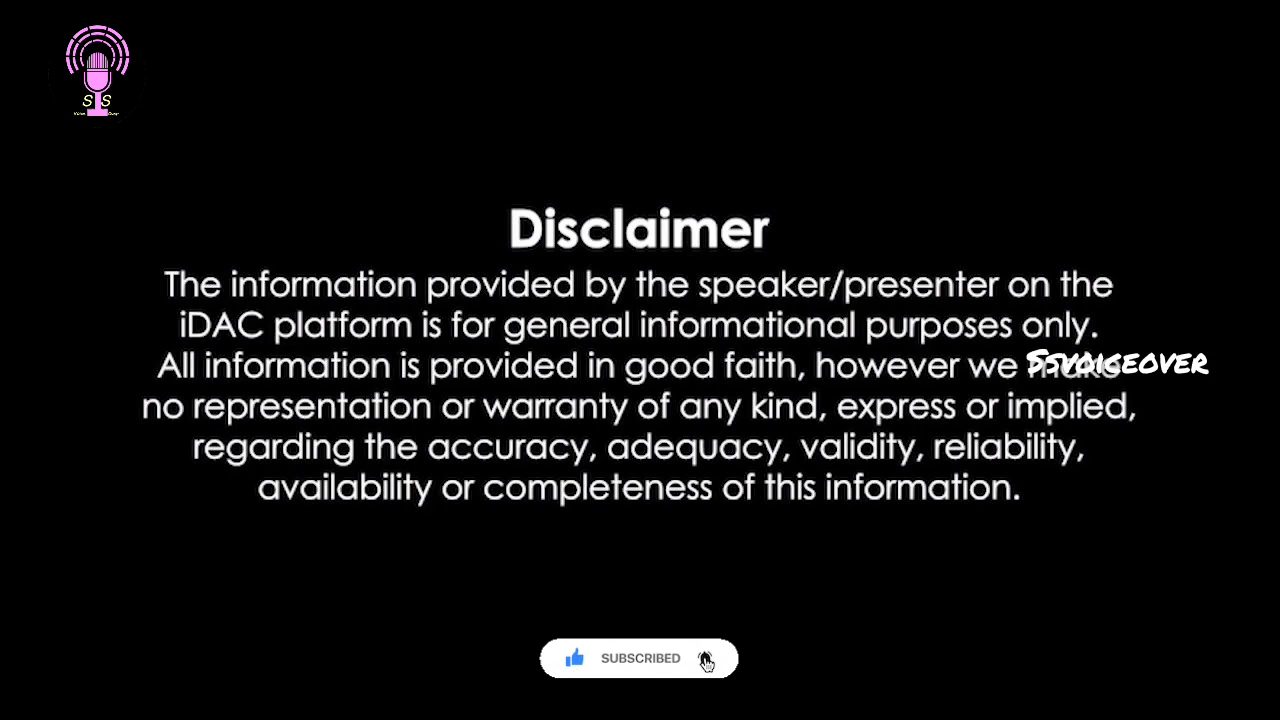 S S
Disclaimer
The information provided by the speaker/presenter on the
iDAC platform is for general informational purposes only.
All information is provided in good faith, however we make
SSVOICEOVER
no representation or warranty of any kind, express or implied,
regarding the accuracy, adequacy, validity, reliability,
availability or completeness of this information.
SUBSCRIBED